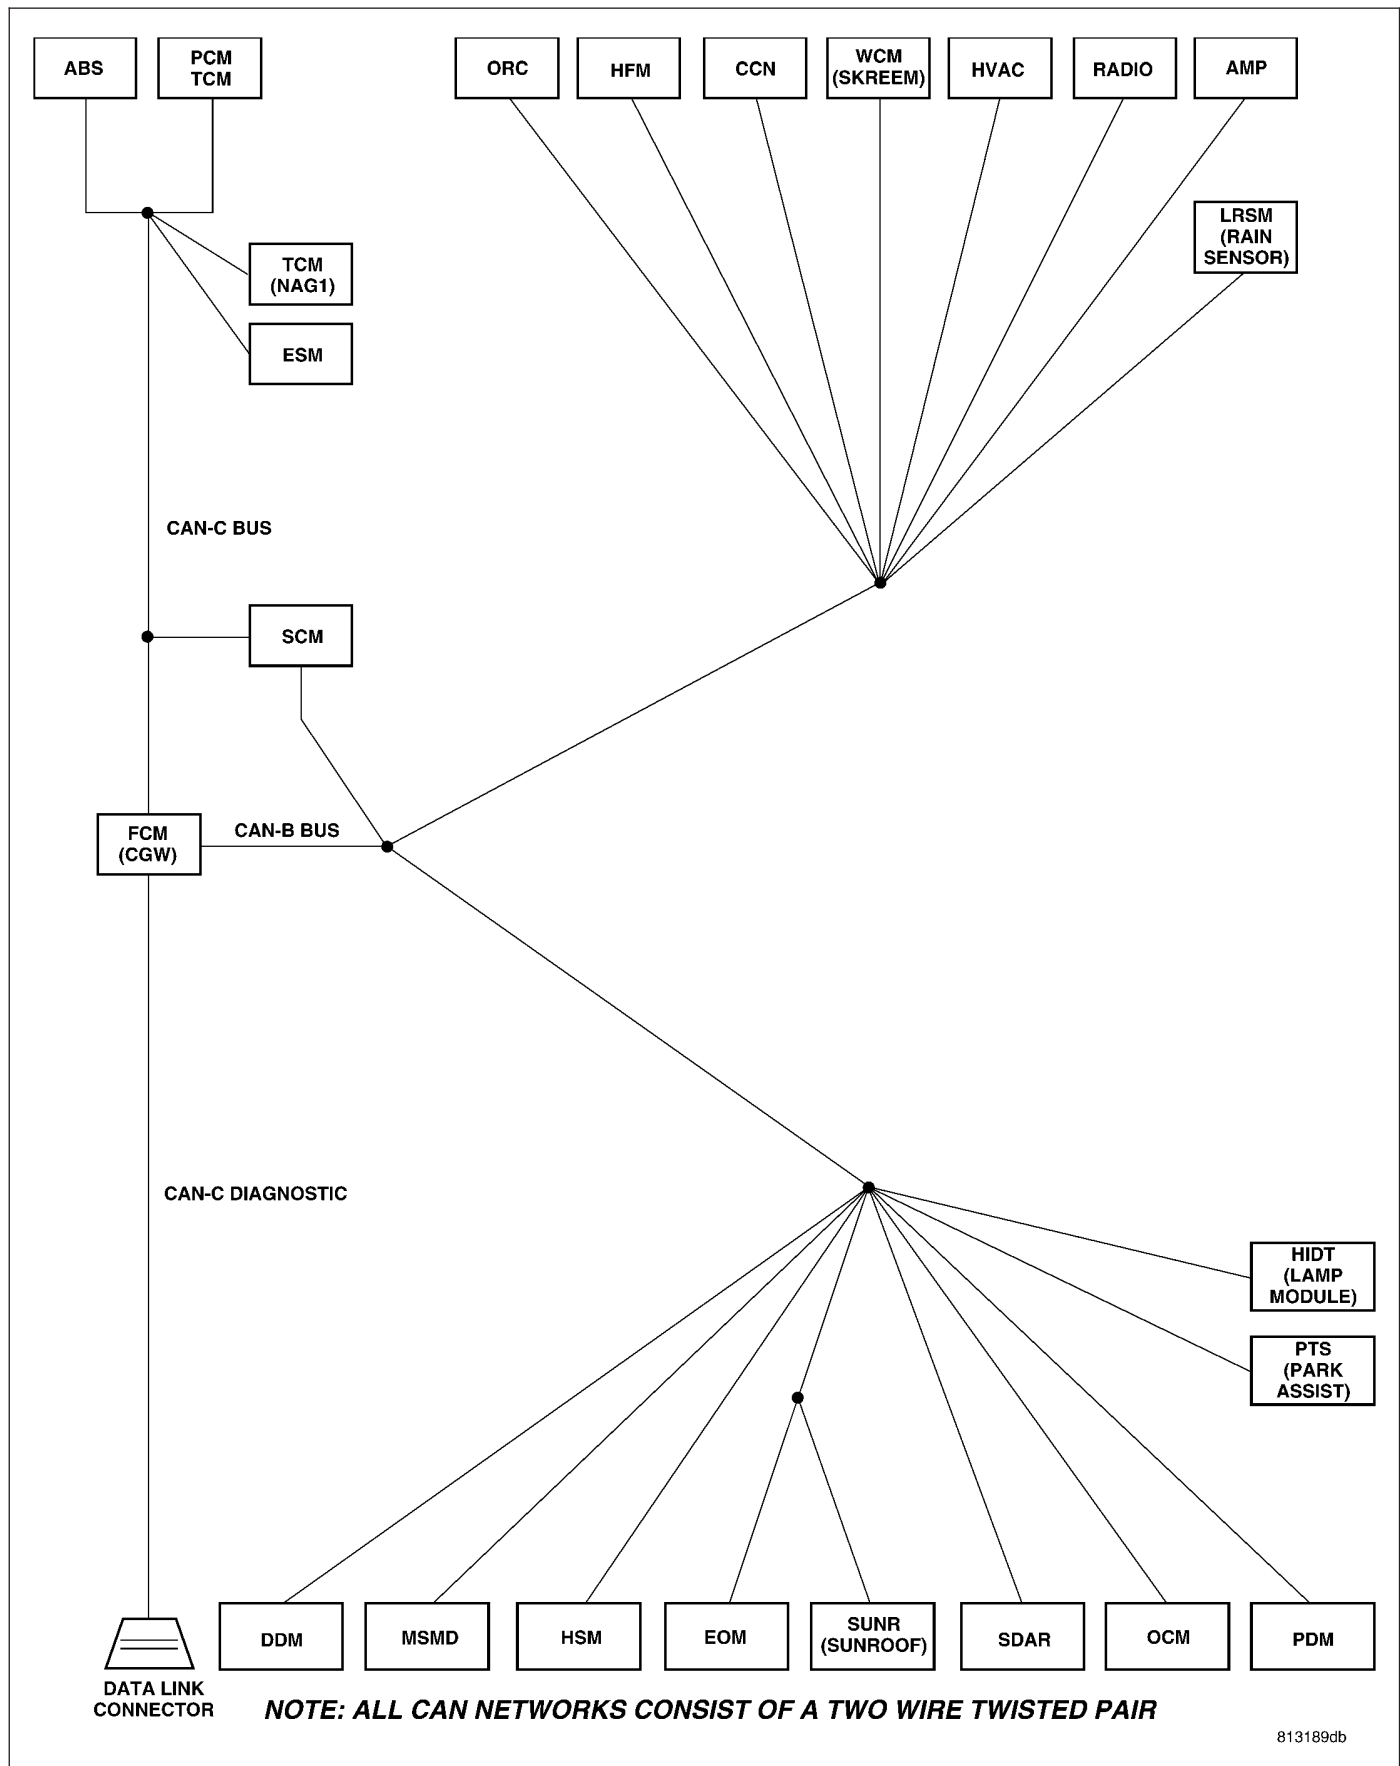 ABS
PCM
TCM
ORC
HFM
CCN
WCM
(SKREEM)
HVAC
RADIO
AMP
LRSM
(RAIN
SENSOR)
TCM
(NAG1)
ESM
CAN-C BUS
SCM
FCM
(CGW)
CAN-B BUS
CAN-C DIAGNOSTIC
HIDT
(LAMP
MODULE)
PTS
(PARK
ASSIST)
DDM
MSMD
HSM
EOM
SUNR
(SUNROOF)
SDAR
OCM
PDM
DATA LINK
CONNECTOR
NOTE: ALL CAN NETWORKS CONSIST OF A TWO WIRE TWISTED PAIR
813189db